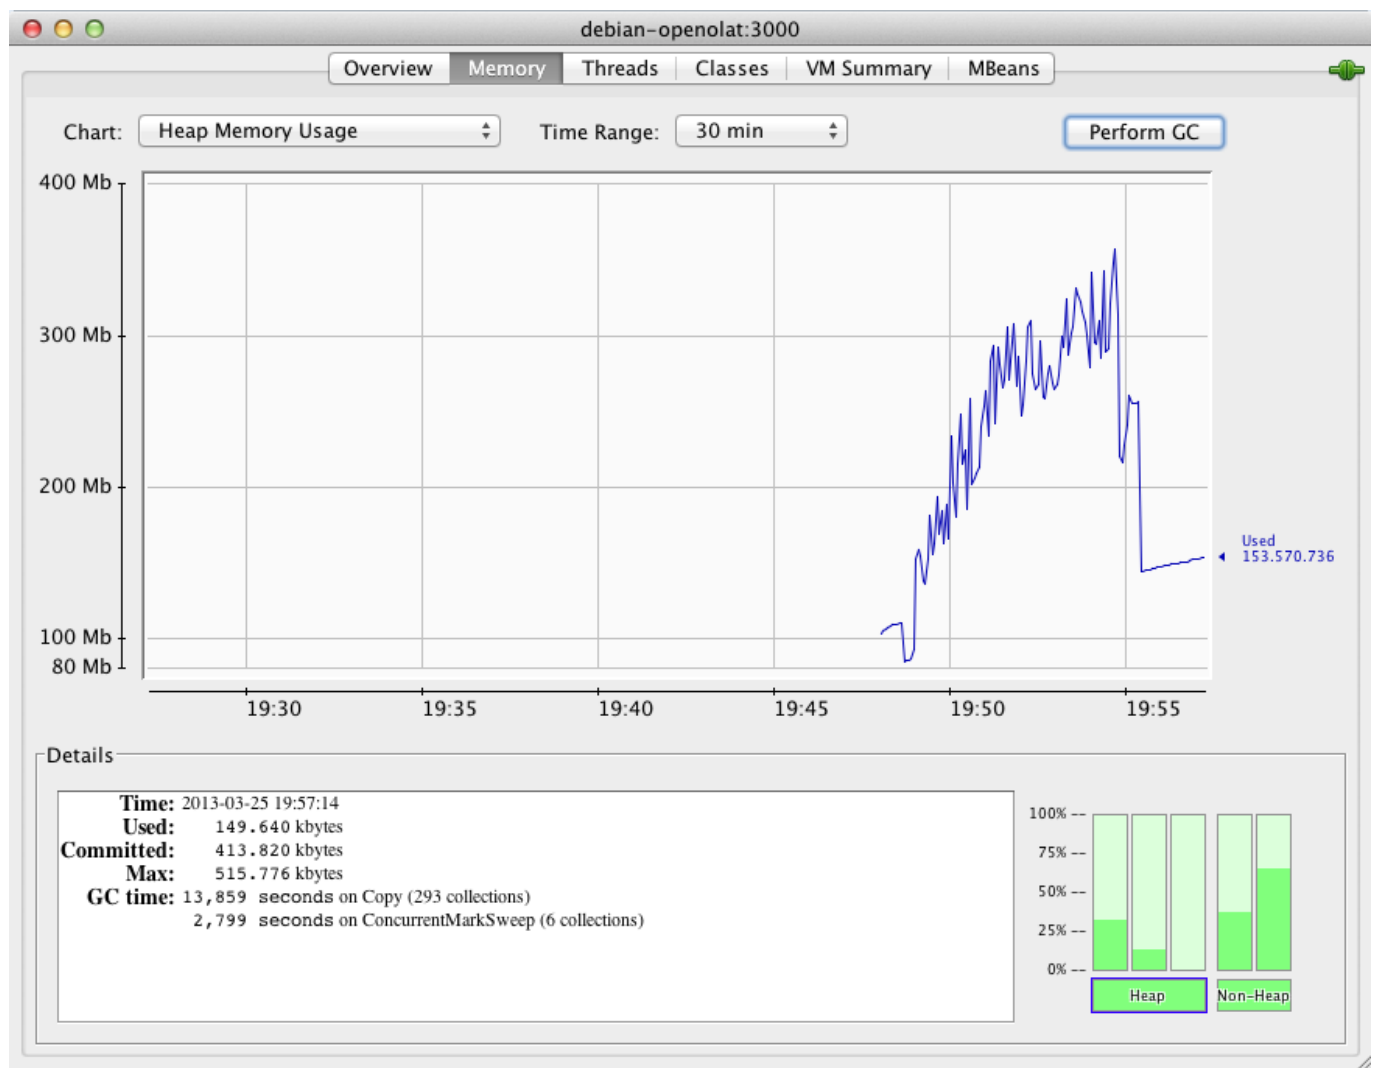 debian-openolat:3000
Overview Memory Threads Classes VM Summary MBeans
Chart: Heap Memory Usage Time Range: 30 min Perform GC
400 Mb
300 Mb
200 Mb
100 Mb
80 Mb
Used
153.570.736
19:30 19:35 19:40 19:45 19:50 19:55
Details
Time: 2013-03-25 19:57:14
Used: 149.640 kbytes
Committed: 413.820 kbytes
Max: 515.776 kbytes
GC time: 13,859 seconds on Copy (293 collections)
2,799 seconds on ConcurrentMarkSweep (6 collections)
100% --
75% --
50% --
25% --
0% --
Heap Non-Heap